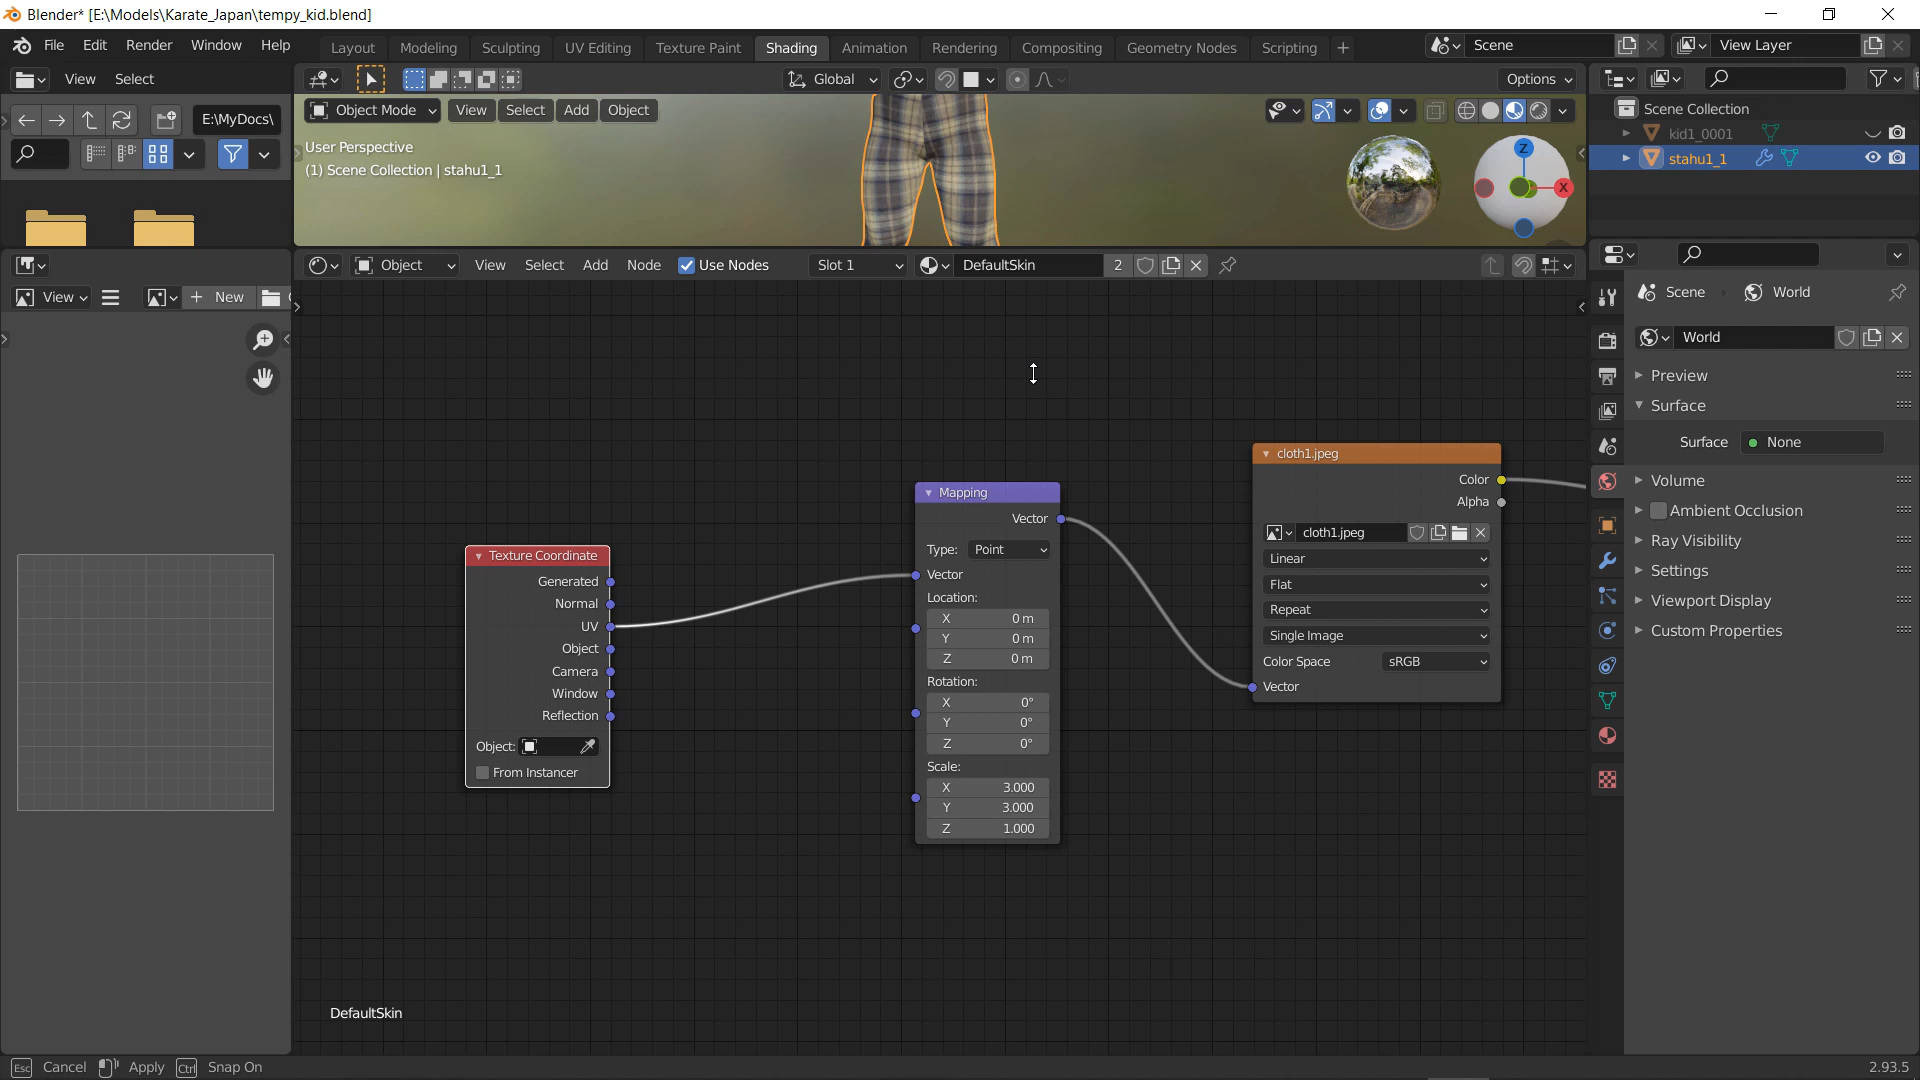 Blender* [E:\Models\Karate_Japan\tempy_kid.blend]
File Edit Render Window Help Layout Modeling Sculpting UV Editing Texture Paint Shading Animation Rendering Compositing Geometry Nodes Scripting + Scene View Layer
View Select Global Options
E:\MyDocs\ Object Mode View Select Add Object Scene Collection
kid1_0001
User Perspective
(1) Scene Collection | stahu1_1
stahu1_1
Z
X
Object View Select Add Node Use Nodes Slot 1 DefaultSkin 2
View + New
Scene World
World
Preview
Surface
Surface None
Volume
Ambient Occlusion
Ray Visibility
Settings
Viewport Display
Custom Properties
Texture Coordinate
Generated
Normal
UV
Object
Camera
Window
Reflection
Object:
From Instancer
Mapping
Vector
Type: Point
Vector
Location:
X 0 m
Y 0 m
Z 0 m
Rotation:
X 0°
Y 0°
Z 0°
Scale:
X 3.000
Y 3.000
Z 1.000
cloth1.jpeg
Color
Alpha
cloth1.jpeg
Linear
Flat
Repeat
Single Image
Color Space sRGB
Vector
DefaultSkin
Esc Cancel Apply Ctrl Snap On 2.93.5